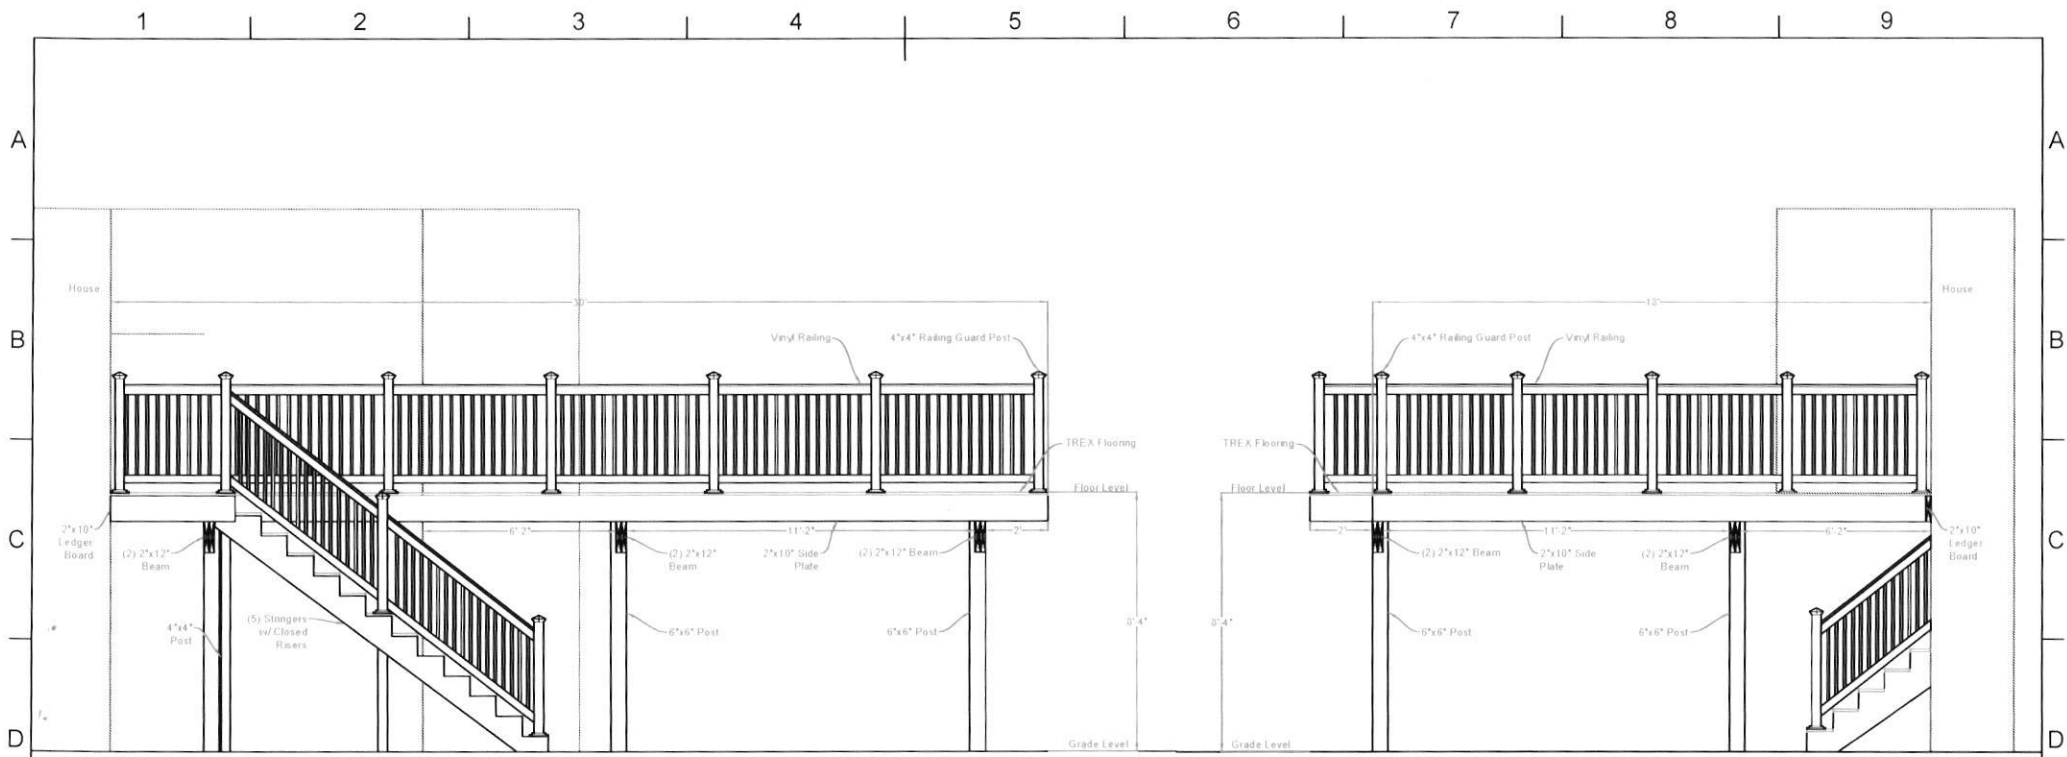 1 2 3 4 5 6 7 8 9
A A
House 30' 18' House
B B
Vinyl Railing 4"x4" Railing Guard Post 4"x4" Railing Guard Post Vinyl Railing
TREX Flooring TREX Flooring
Floor Level Floor Level
C C
2"x10"
Ledger
Board
(2) 2"x12"
Beam
6'-2"
(2) 2"x12"
Beam
11'-2"
2"x10" Side
Plate
(2) 2"x12" Beam
2'
2'
(2) 2"x12" Beam
11'-2"
2"x10" Side
Plate
(2) 2"x12"
Beam
6'-2"
2"x10"
Ledger
Board
4"x4"
Post
(5) Stringers
w/ Closed
Risers
6"x6" Post
6"x6" Post
8'-4"
8'-4"
6"x6" Post
6"x6" Post
Grade Level Grade Level
D D